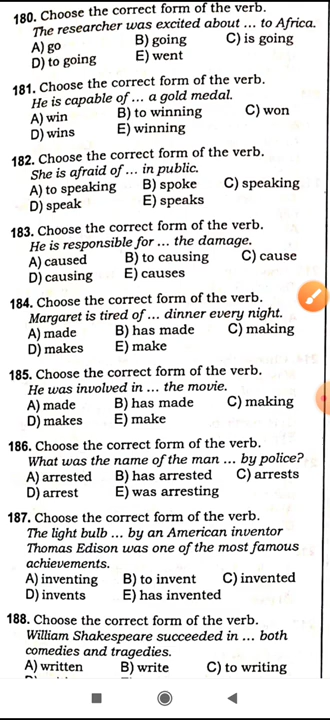 180. Choose the correct form of the verb.
The researcher was excited about ... to Africa.
A) go B) going C) is going
D) to going E) went
181. Choose the correct form of the verb.
He is capable of ... a gold medal.
A) win B) to winning C) won
D) wins E) winning
182. Choose the correct form of the verb.
She is afraid of ... in public.
A) to speaking B) spoke C) speaking
D) speak E) speaks
183. Choose the correct form of the verb.
He is responsible for ... the damage.
A) caused B) to causing C) cause
D) causing E) causes
184. Choose the correct form of the verb.
Margaret is tired of ... dinner every night.
A) made B) has made C) making
D) makes E) make
185. Choose the correct form of the verb.
He was involved in ... the movie.
A) made B) has made C) making
D) makes E) make
186. Choose the correct form of the verb.
What was the name of the man ... by police?
A) arrested B) has arrested C) arrests
D) arrest E) was arresting
187. Choose the correct form of the verb.
The light bulb ... by an American inventor
Thomas Edison was one of the most famous
achievements.
A) inventing B) to invent C) invented
D) invents E) has invented
188. Choose the correct form of the verb.
William Shakespeare succeeded in ... both
comedies and tragedies.
A) written B) write C) to writing